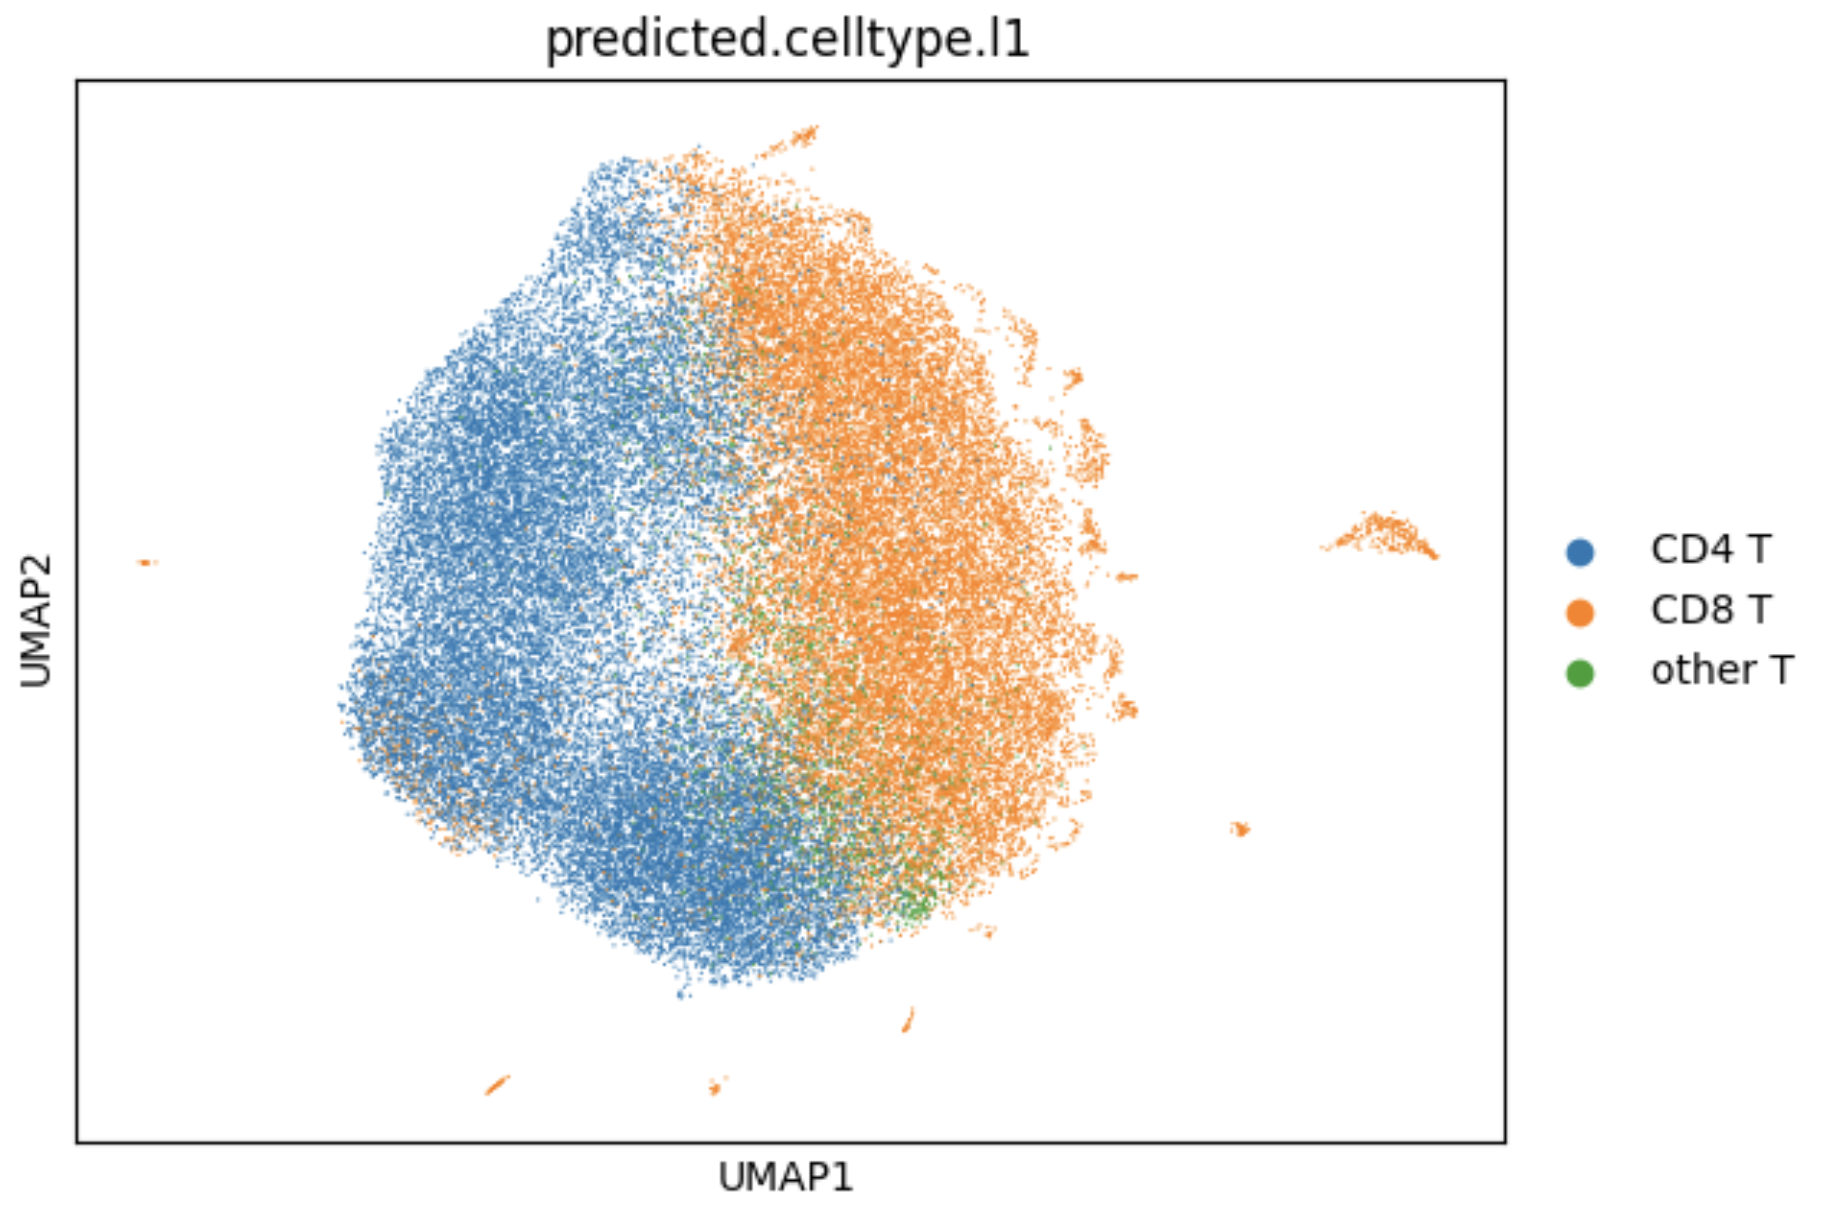 predicted.celltype.l1
UMAP2
CD4 T
CD8 T
other T
UMAP1